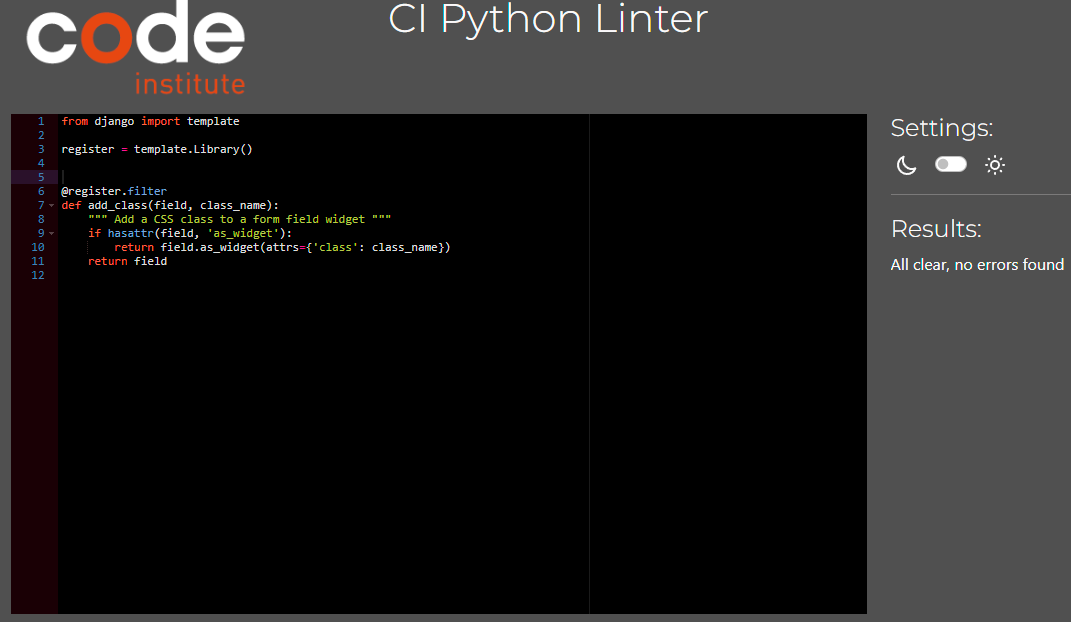 code
institute
CI Python Linter
1 from django import template
2
3 register = template.Library()
4
5
6 @register.filter
7 def add_class(field, class_name):
8     """ Add a CSS class to a form field widget """
9     if hasattr(field, 'as_widget'):
10         return field.as_widget(attrs={'class': class_name})
11     return field
12
Settings:
Results:
All clear, no errors found